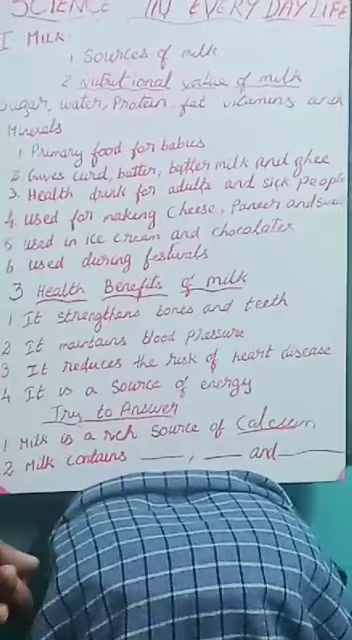 SCIENCE IN EVERY DAY LIFE
I Milk
1 Sources of milk
2 Nutritional value of milk
Sugar, water, Protein fat vitamins and
Minerals
1 Primary food for babies
2 Gives curd, butter, butter milk and ghee
3. Health drink for adults and sick people
4 used for making cheese, Paneer and
5 used in ice cream and chocolates
6 used during festivals
3 Health Benefits of milk
1 It strengthens bones and teeth
2 It maintains blood pressure
3 It reduces the risk of heart disease
4 It is a source of energy
Try to Answer
1 Milk is a rich source of Calcium,
2 Milk contains ____, ____ and ____